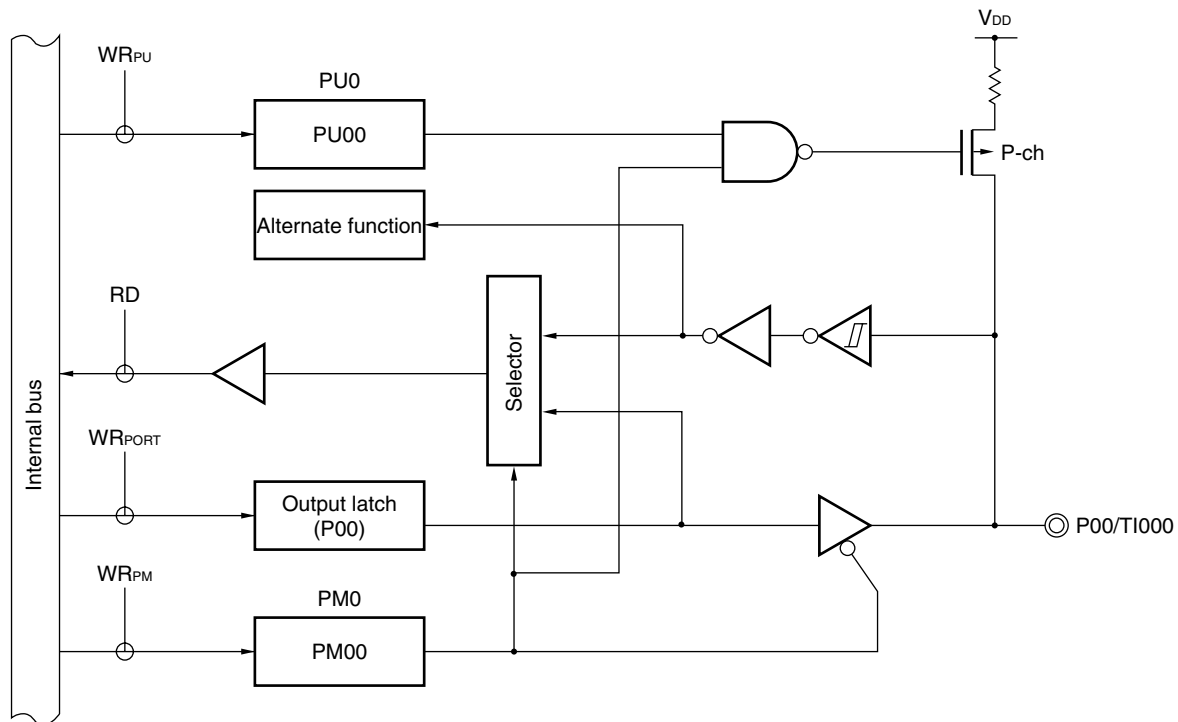 VDD
WRPU
PU0
PU00
P-ch
Alternate function
RD
Selector
Internal bus
WRPORT
Output latch
(P00)
P00/TI000
WRPM
PM0
PM00